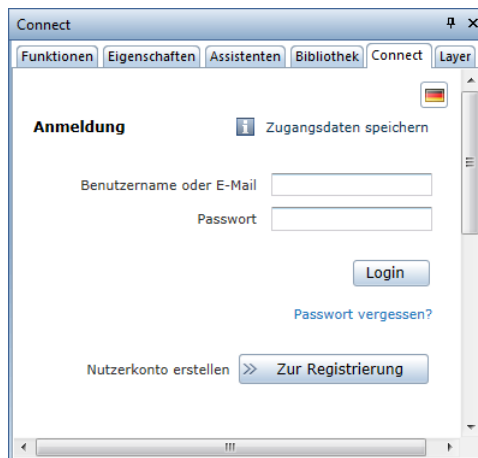 Connect
Funktionen Eigenschaften Assistenten Bibliothek Connect Layer
Anmeldung Zugangsdaten speichern
Benutzername oder E-Mail
Passwort
Login
Passwort vergessen?
Nutzerkonto erstellen Zur Registrierung